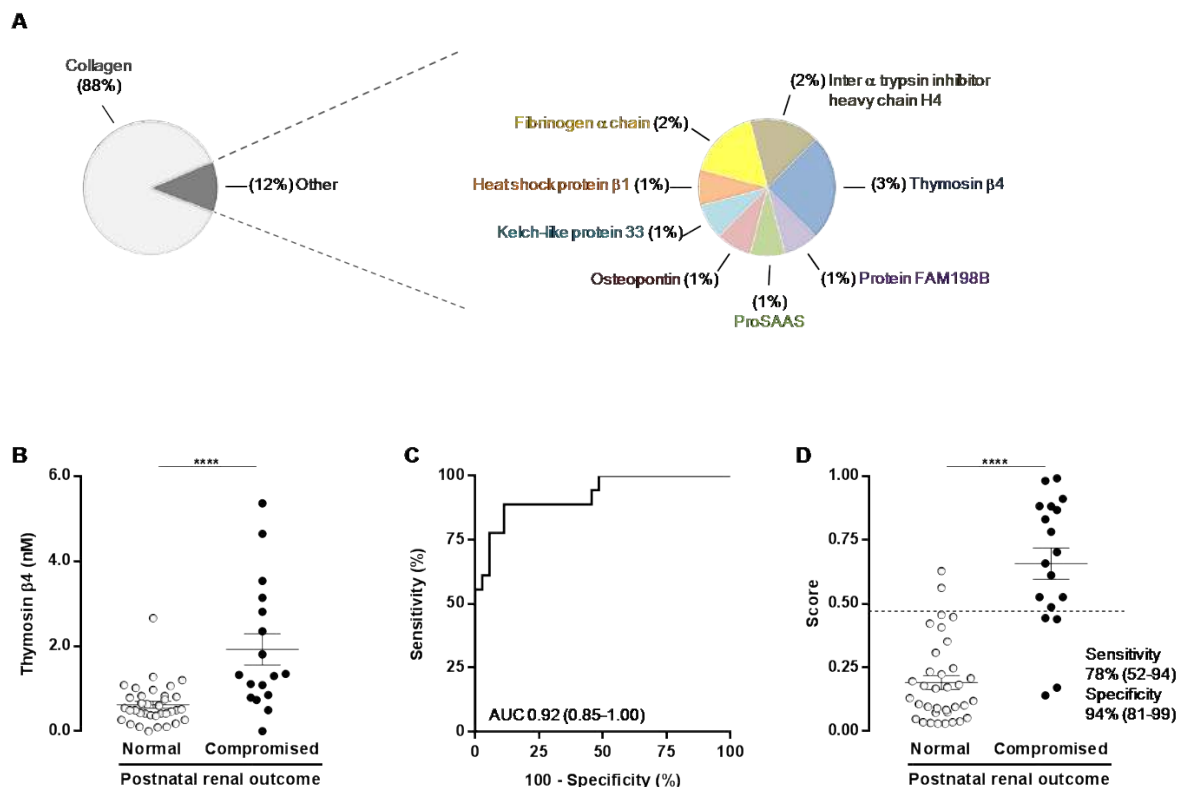 A
Collagen
(88%)
(12%) Other
(2%) Inter α trypsin inhibitor
heavy chain H4
Fibrinogen α chain (2%)
Heat shock protein β1 (1%)
(3%) Thymosin β4
Kelch-like protein 33 (1%)
Osteopontin (1%)
(1%) Protein FAM198B
(1%)
ProSAAS
B
****
6.0
4.0
2.0
0.0
Thymosin β4 (nM)
Normal Compromised
Postnatal renal outcome
C
100
75
50
25
0
Sensitivity (%)
AUC 0.92 (0.85-1.00)
0 25 50 75 100
100 - Specificity (%)
D
****
1.00
0.75
0.50
0.25
0.00
Score
Sensitivity
78% (52-94)
Specificity
94% (81-99)
Normal Compromised
Postnatal renal outcome